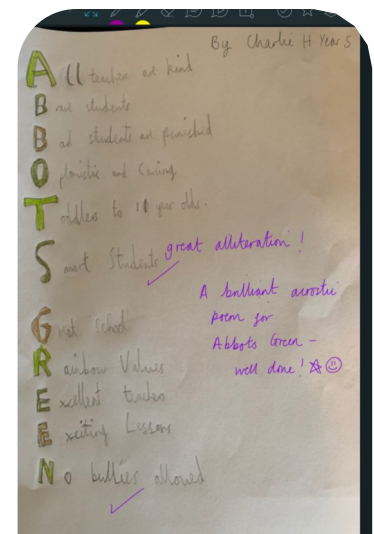 By Charlie H Year 5
All teachers are kind
Brave students
Bad students are punished
Optimistic and Caring
Toddlers to 11 year olds.
Smart Students
great alliteration !
A brilliant acrostic
poem for
Abbots Green –
well done! ☆ ☺
Great School
Rainbow Values
Excellent teachers
Exciting Lessons
No bullies allowed